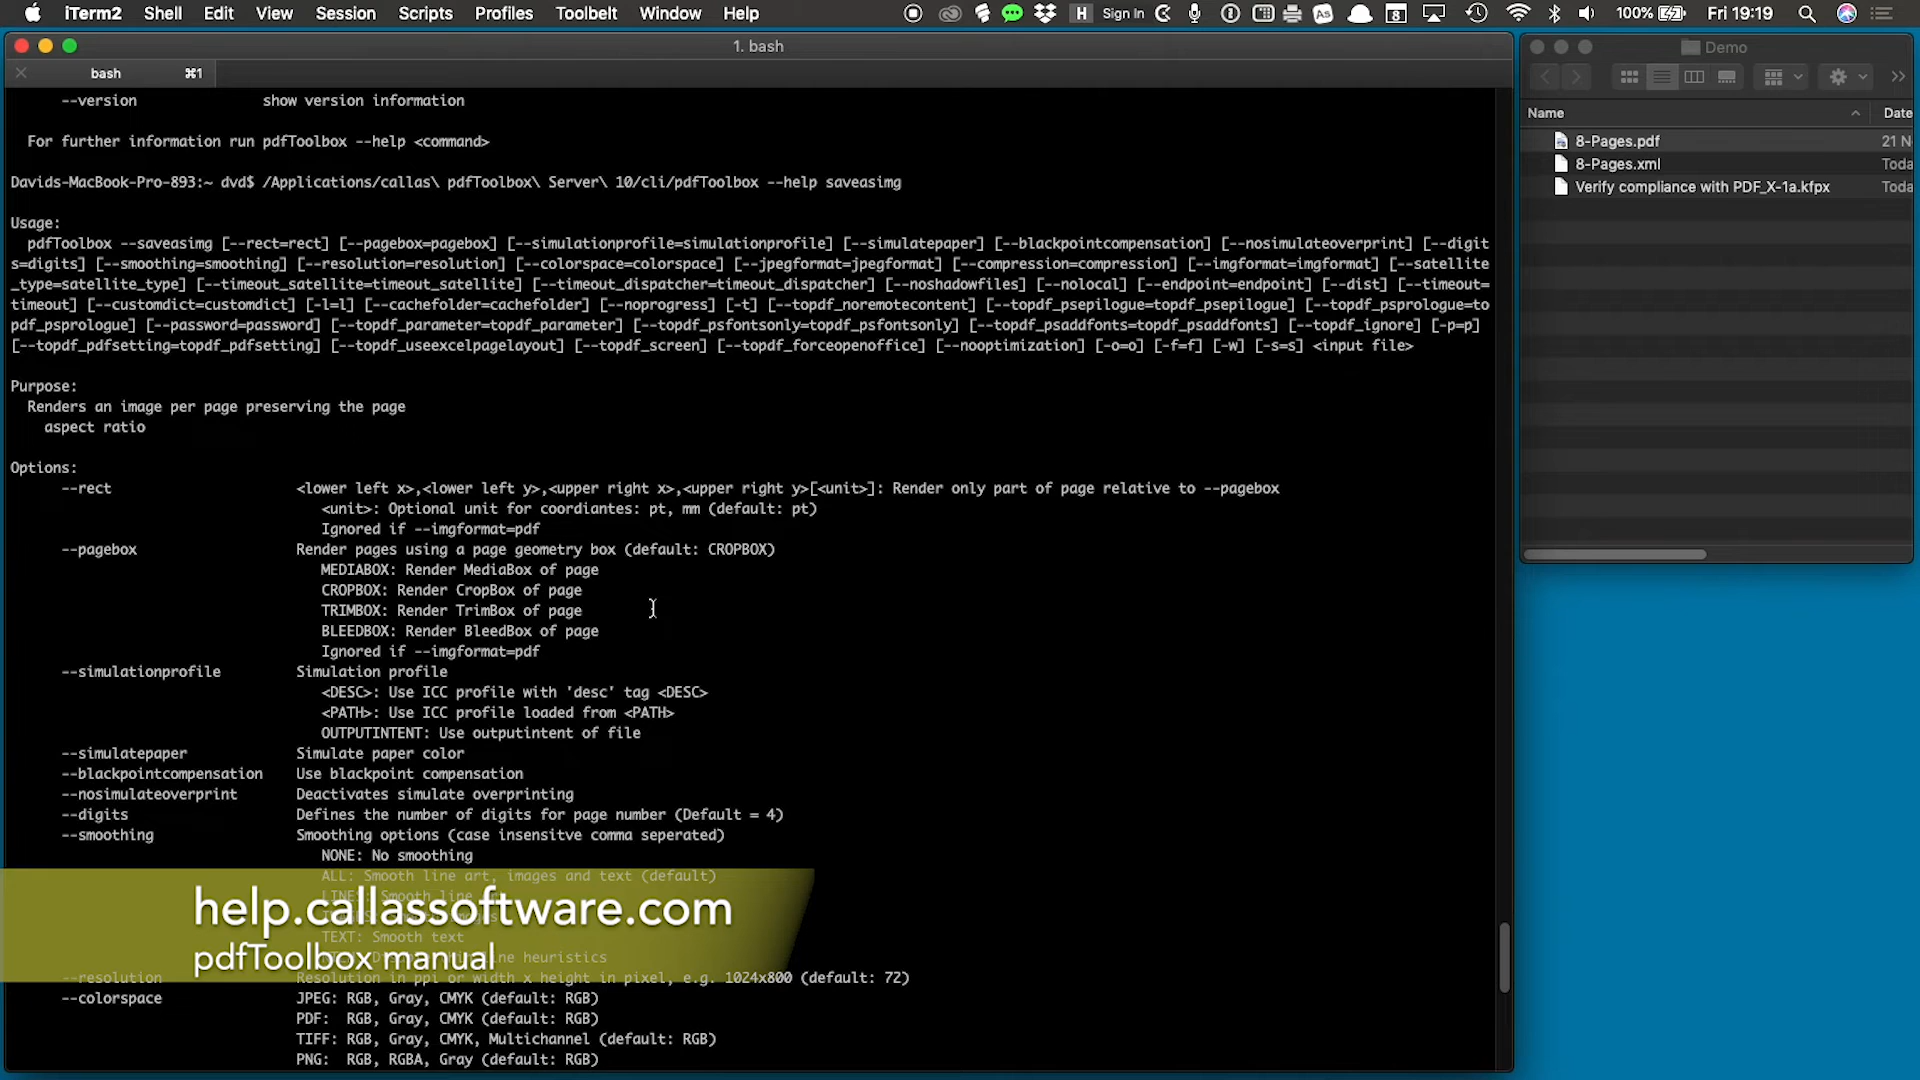 iTerm2 Shell Edit View Session Scripts Profiles Toolbelt Window Help
Sign In 100% Fri 19:19
1. bash
bash ⌘1
--version show version information
For further information run pdfToolbox --help <command>
Davids-MacBook-Pro-893:~ dvd$ /Applications/callas\ pdfToolbox\ Server\ 10/cli/pdfToolbox --help saveasimg
Usage:
pdfToolbox --saveasimg [--rect=rect] [--pagebox=pagebox] [--simulationprofile=simulationprofile] [--simulatepaper] [--blackpointcompensation] [--nosimulateoverprint] [--digit
s=digits] [--smoothing=smoothing] [--resolution=resolution] [--colorspace=colorspace] [--jpegformat=jpegformat] [--compression=compression] [--imgformat=imgformat] [--satellite
_type=satellite_type] [--timeout_satellite=timeout_satellite] [--timeout_dispatcher=timeout_dispatcher] [--noshadowfiles] [--nolocal] [--endpoint=endpoint] [--dist] [--timeout=
timeout] [--customdict=customdict] [-l=l] [--cachefolder=cachefolder] [--noprogress] [-t] [--topdf_noremotecontent] [--topdf_psepilogue=topdf_psepilogue] [--topdf_psprologue=to
pdf_psprologue] [--password=password] [--topdf_parameter=topdf_parameter] [--topdf_psfontsonly=topdf_psfontsonly] [--topdf_psaddfonts=topdf_psaddfonts] [--topdf_ignore] [-p=p]
[--topdf_pdfsetting=topdf_pdfsetting] [--topdf_useexcelpagelayout] [--topdf_screen] [--topdf_forceopenoffice] [--nooptimization] [-o=o] [-f=f] [-w] [-s=s] <input file>
Purpose:
Renders an image per page preserving the page
aspect ratio
Options:
--rect <lower left x>,<lower left y>,<upper right x>,<upper right y>[<unit>]: Render only part of page relative to --pagebox
<unit>: Optional unit for coordiantes: pt, mm (default: pt)
Ignored if --imgformat=pdf
--pagebox Render pages using a page geometry box (default: CROPBOX)
MEDIABOX: Render MediaBox of page
CROPBOX: Render CropBox of page
TRIMBOX: Render TrimBox of page
BLEEDBOX: Render BleedBox of page
Ignored if --imgformat=pdf
--simulationprofile Simulation profile
<DESC>: Use ICC profile with 'desc' tag <DESC>
<PATH>: Use ICC profile loaded from <PATH>
OUTPUTINTENT: Use outputintent of file
--simulatepaper Simulate paper color
--blackpointcompensation Use blackpoint compensation
--nosimulateoverprint Deactivates simulate overprinting
--digits Defines the number of digits for page number (Default = 4)
--smoothing Smoothing options (case insensitve comma seperated)
NONE: No smoothing
ALL: Smooth line art, images and text (default)
TEXT: Smooth text
line heuristics
--resolution Resolution in ppi or width x height in pixel, e.g. 1024x800 (default: 72)
--colorspace JPEG: RGB, Gray, CMYK (default: RGB)
PDF: RGB, Gray, CMYK (default: RGB)
TIFF: RGB, Gray, CMYK, Multichannel (default: RGB)
PNG: RGB, RGBA, Gray (default: RGB)
help.callassoftware.com
pdfToolbox manual
Demo
Name Date
8-Pages.pdf 21 N
8-Pages.xml Toda
Verify compliance with PDF_X-1a.kfpx Toda